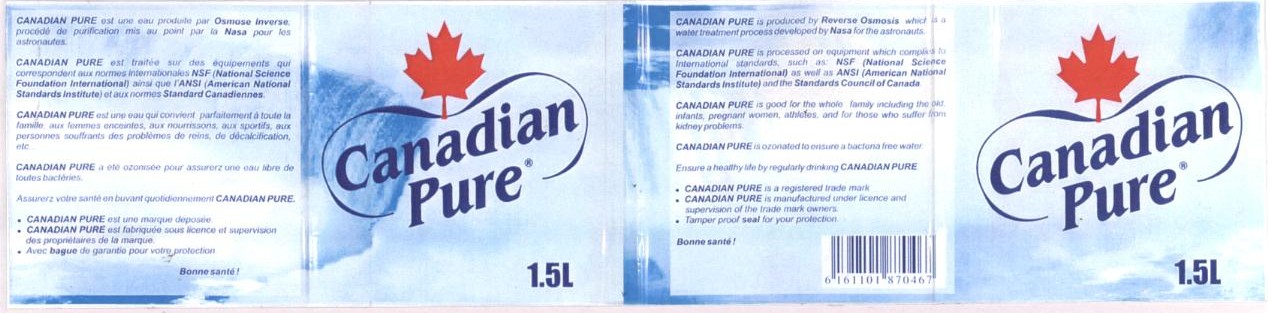 CANADIAN PURE est une eau produite par Osmose Inverse,
procédé de purification mis au point par la Nasa pour les
astronautes.
CANADIAN PURE est traitée sur des équipements qui
correspondent aux normes Internationales NSF (National Science
Foundation International) ainsi que l'ANSI (American National
Standards Institute) et aux normes Standard Canadiennes.
CANADIAN PURE est une eau qui convient parfaitement à toute la
famille, aux femmes enceintes, aux nourrissons, aux sportifs, aux
personnes souffrants des problèmes de reins, de décalcification,
etc...
CANADIAN PURE a été ozonisée pour assurerz une eau libre de
toutes bactéries.
Assurerz vôtre santé en buvant quotidiennement CANADIAN PURE.
• CANADIAN PURE est une marque déposée
• CANADIAN PURE est fabriquée sous licence et supervision
des propriétaires de la marque.
• Avec bague de garantie pour votre protection
Bonne santé !
Canadian
Pure®
1.5L
CANADIAN PURE is produced by Reverse Osmosis which is a
water treatment process developed by Nasa for the astronauts.
CANADIAN PURE is processed on equipment which complies to
International standards, such as: NSF (National Science
Foundation International) as well as ANSI (American National
Standards Institute) and the Standards Council of Canada.
CANADIAN PURE is good for the whole family including the old,
infants, pregnant women, athletes, and for those who suffer from
kidney problems.
CANADIAN PURE is ozonated to ensure a bacteria free water.
Ensure a healthy life by regularly drinking CANADIAN PURE.
• CANADIAN PURE is a registered trade mark
• CANADIAN PURE is manufactured under licence and
supervision of the trade mark owners.
• Tamper proof seal for your protection.
Bonne santé !
6 161101 870467
Canadian
Pure®
1.5L